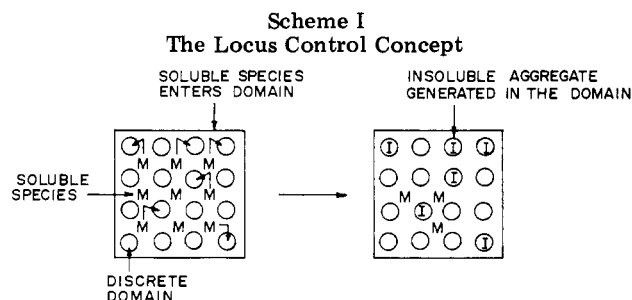 Scheme I
The Locus Control Concept
SOLUBLE SPECIES
ENTERS DOMAIN
INSOLUBLE AGGREGATE
GENERATED IN THE DOMAIN
SOLUBLE
SPECIES
M M M
M M
M M M
DISCRETE
DOMAIN
I I I
I
M M
I
M
I